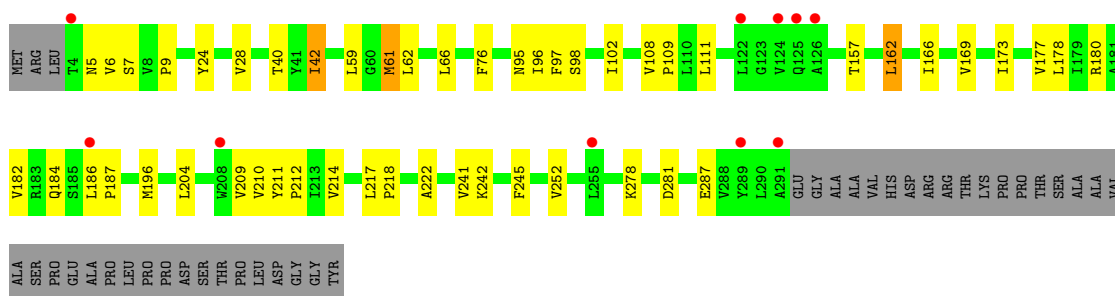 MET ARG LEU T4 N5 V6 S7 V8 P9 Y24 V28 T40 Y41 I42 L59 G60 M61 L62 L66 F76 N95 I96 F97 S98 I102 V108 P109 L110 L111 L122 G123 V124 Q125 A126 T157 L162 I166 V169 I173 V177 L178 I179 R180 A181
V182 R183 Q184 S185 L186 P187 M196 L204 W208 V209 V210 Y211 P212 I213 V214 L217 P218 A222 V241 K242 F245 V252 L255 K278 D281 E287 V288 Y289 L290 A291 GLU GLY ALA ALA VAL HIS ASP ARG ARG THR LYS PRO PRO THR SER ALA ALA VAL
ALA SER PRO GLU ALA PRO LEU PRO PRO ASP SER THR PRO LEU ASP GLY GLY TYR